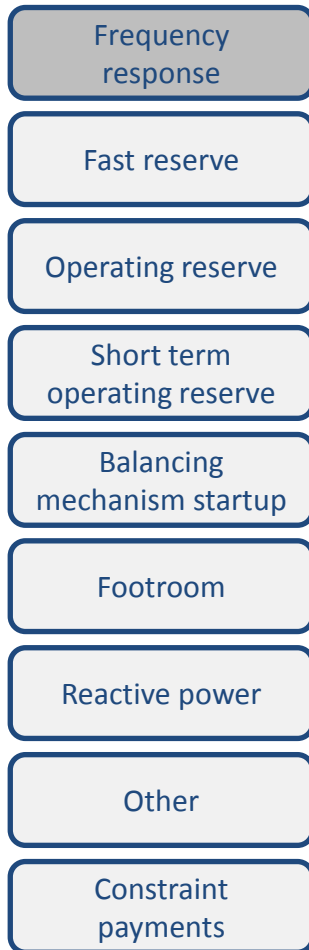 Frequency
response
Fast reserve
Operating reserve
Short term
operating reserve
Balancing
mechanism startup
Footroom
Reactive power
Other
Constraint
payments